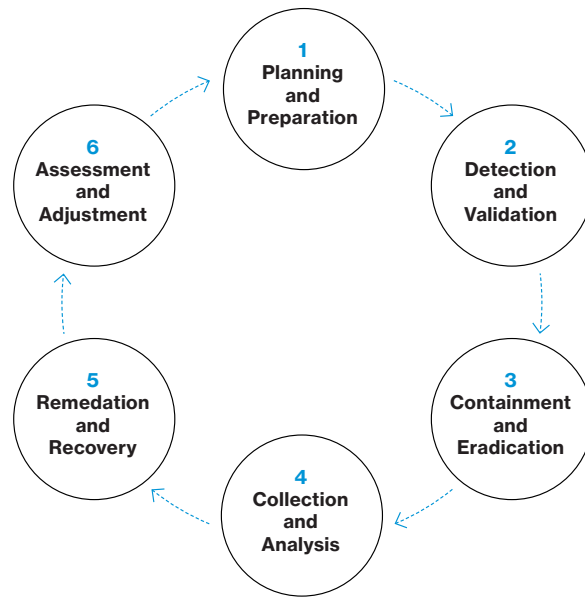 1
Planning
and
Preparation
2
Detection
and
Validation
3
Containment
and
Eradication
4
Collection
and
Analysis
5
Remedation
and
Recovery
6
Assessment
and
Adjustment